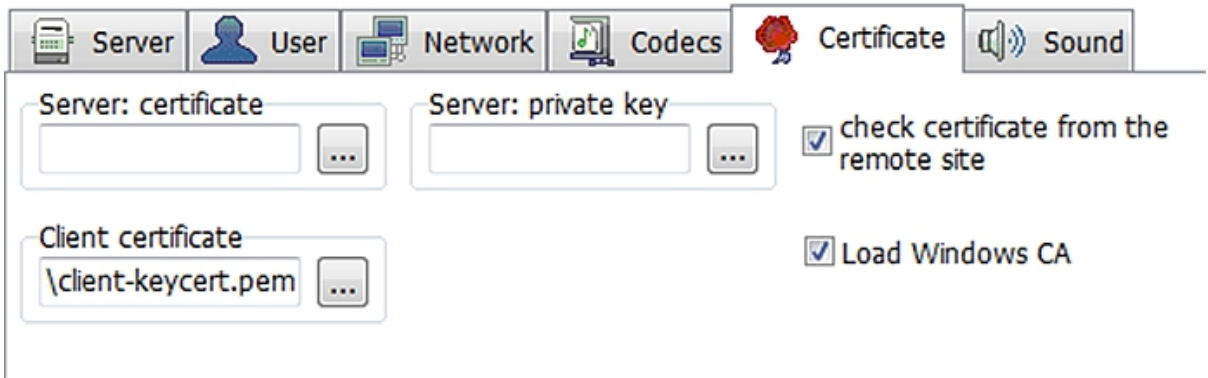 Server
User
Network
Codecs
Certificate
Sound
Server: certificate
...
Server: private key
...
check certificate from the
remote site
Client certificate
\client-keycert.pem
...
Load Windows CA